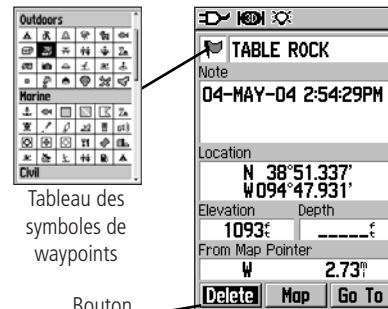 Outdoors
Marine
Civil
Tableau des
symboles de
waypoints
Bouton
TABLE ROCK
Note
04-MAY-04 2:54:29PM
Location
N 38°51.337'
W094°47.931'
Elevation Depth
1093ft _____ft
From Map Pointer
W 2.73mi
Delete Map Go To